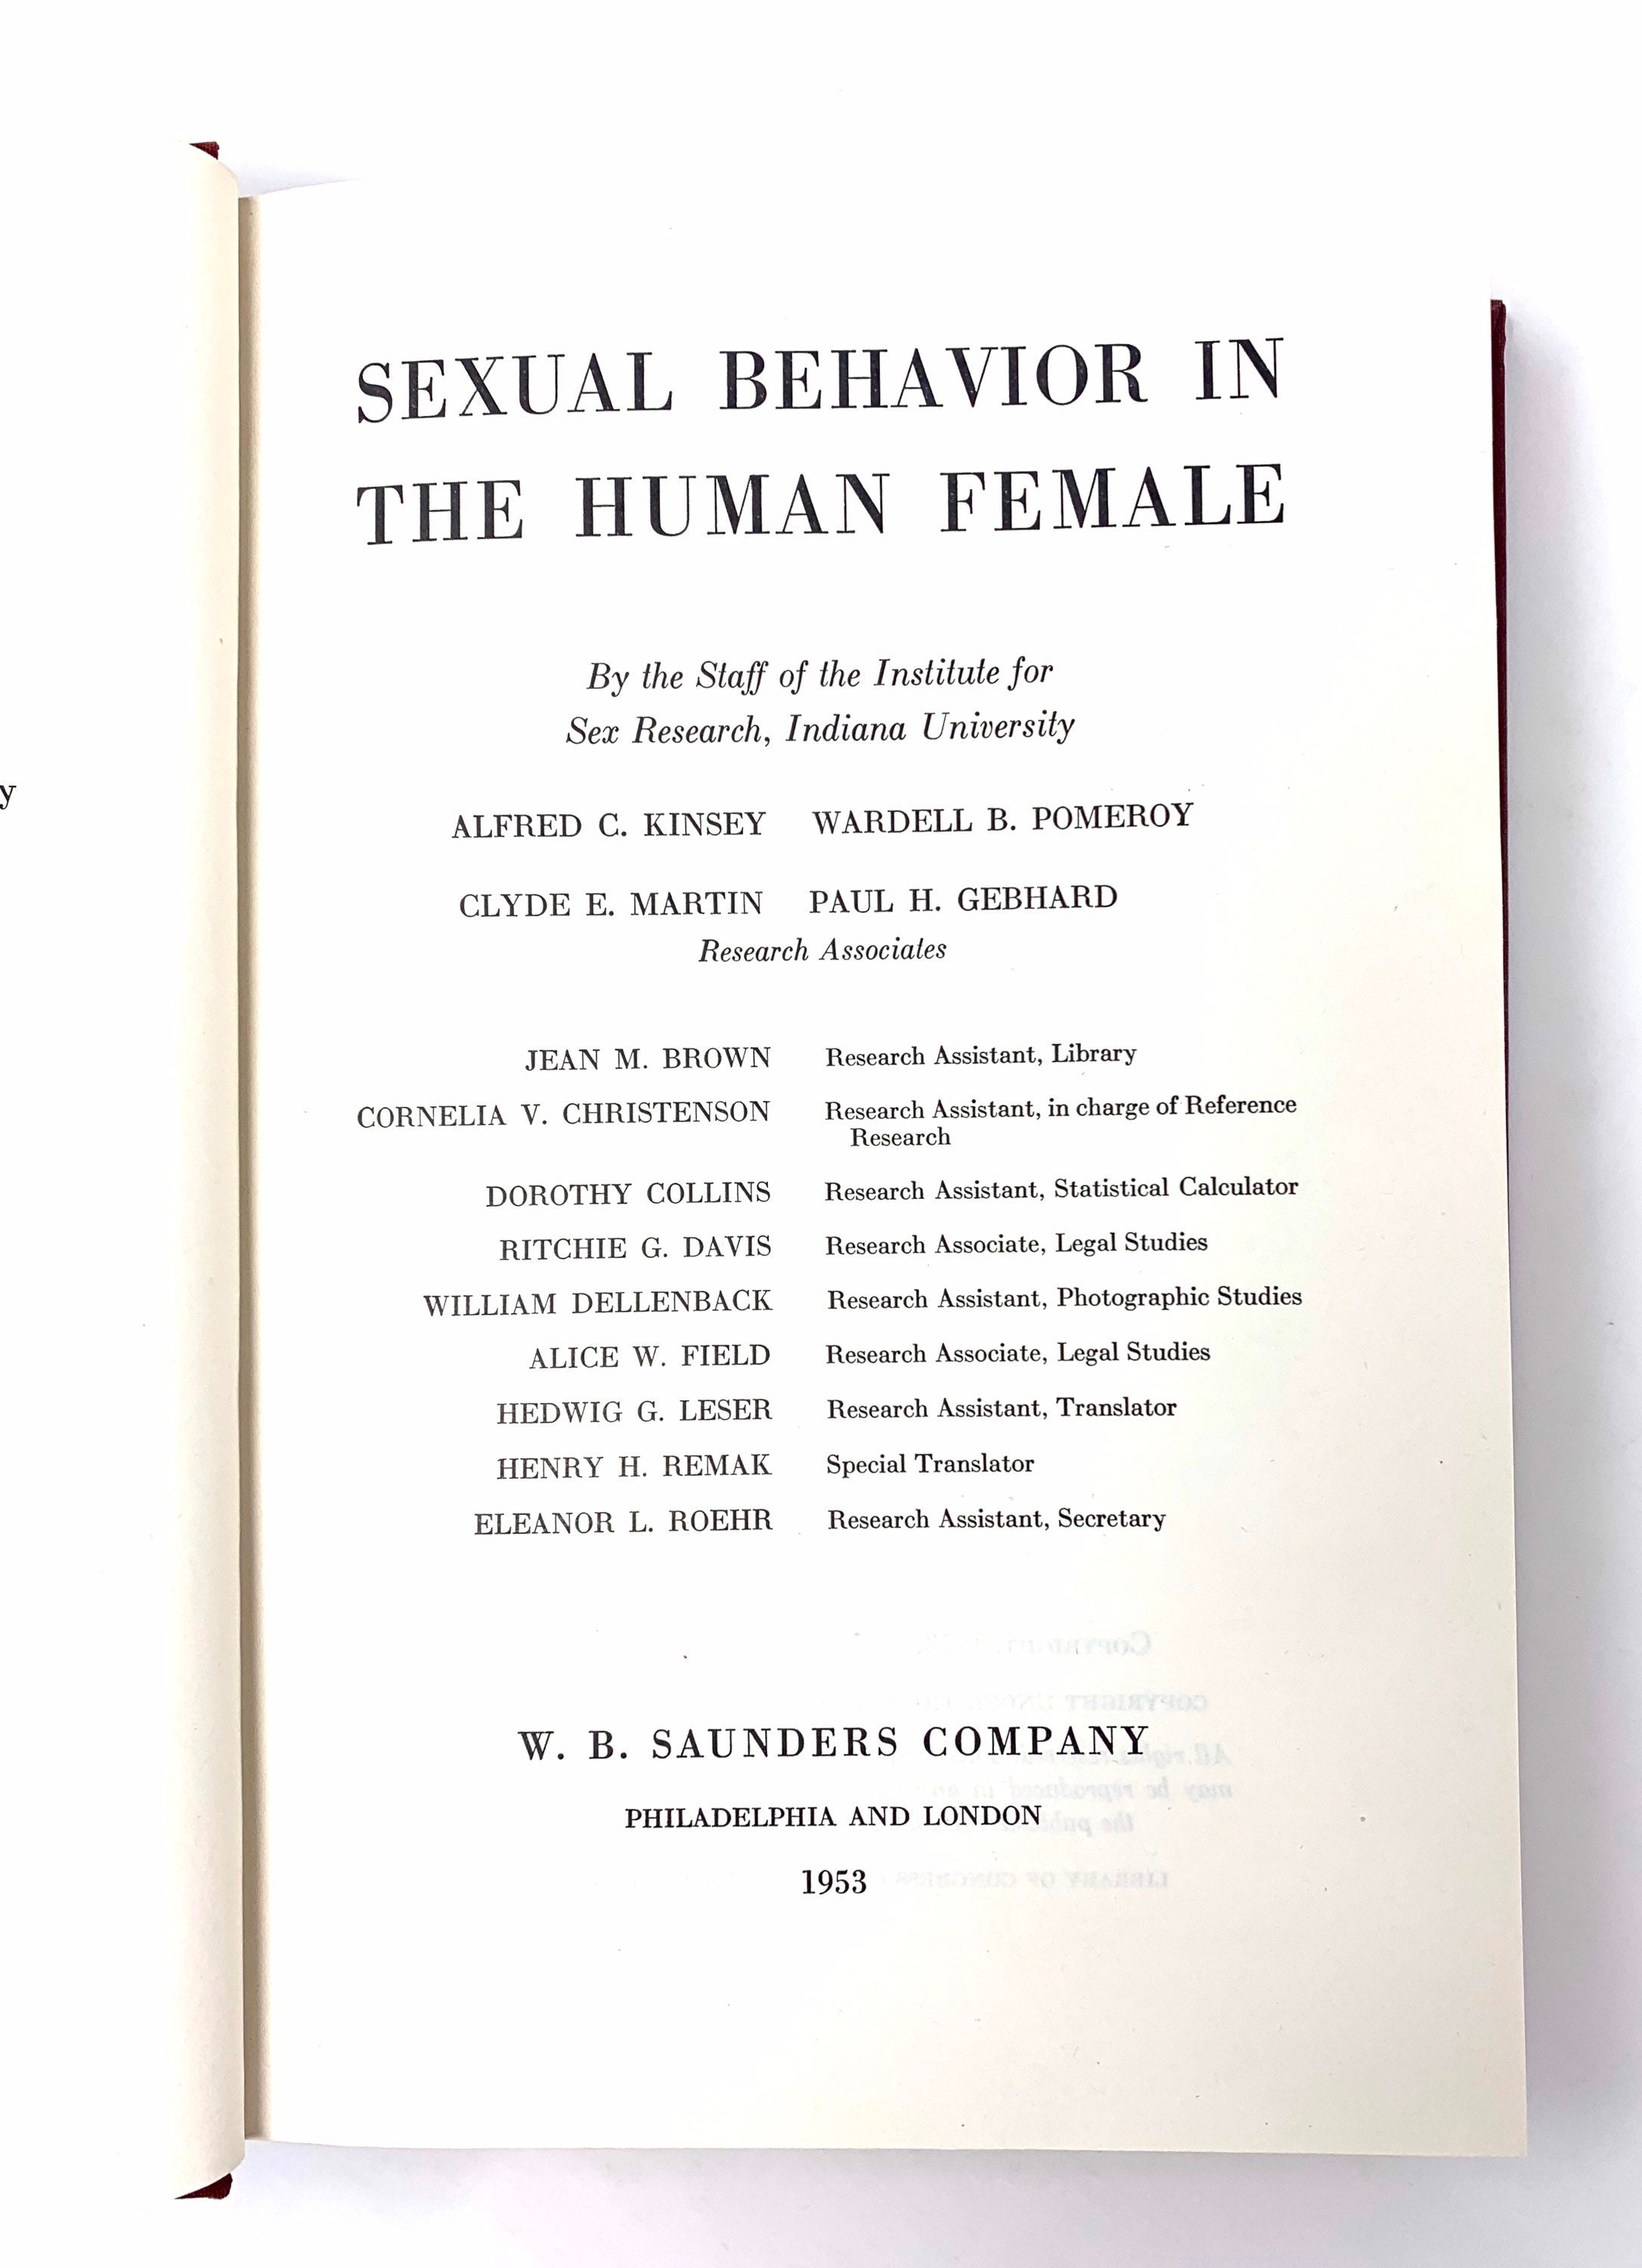 y
SEXUAL BEHAVIOR IN
THE HUMAN FEMALE
By the Staff of the Institute for
Sex Research, Indiana University
ALFRED C. KINSEY WARDELL B. POMEROY
CLYDE E. MARTIN PAUL H. GEBHARD
Research Associates
JEAN M. BROWN Research Assistant, Library
CORNELIA V. CHRISTENSON Research Assistant, in charge of Reference
Research
DOROTHY COLLINS Research Assistant, Statistical Calculator
RITCHIE G. DAVIS Research Associate, Legal Studies
WILLIAM DELLENBACK Research Assistant, Photographic Studies
ALICE W. FIELD Research Associate, Legal Studies
HEDWIG G. LESER Research Assistant, Translator
HENRY H. REMAK Special Translator
ELEANOR L. ROEHR Research Assistant, Secretary
W. B. SAUNDERS COMPANY
PHILADELPHIA AND LONDON
1953